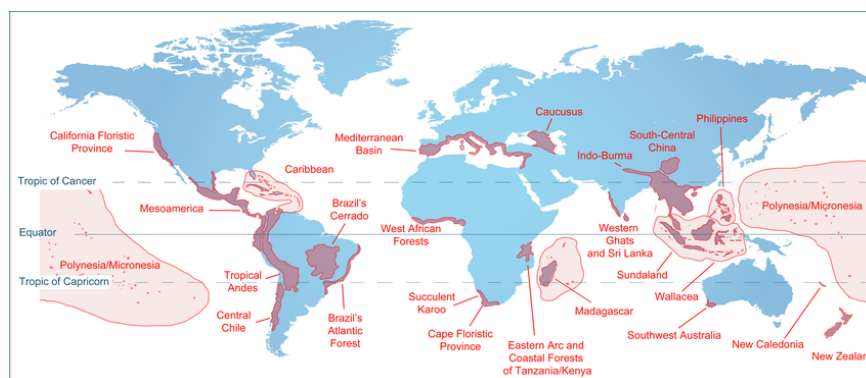 California Floristic
Province
Tropic of Cancer
Mesoamerica
Equator
Polynesia/Micronesia
Tropic of Capricorn
Central
Chile
Tropical
Andes
Caribbean
Brazil's
Cerrado
Brazil's
Atlantic
Forest
Mediterranean
Basin
Caucusus
West African
Forests
Succulent
Karoo
Cape Floristic
Province
Eastern Arc and
Coastal Forests
of Tanzania/Kenya
Madagascar
Indo-Burma
South-Central
China
Philippines
Western
Ghats
and Sri Lanka
Sundaland
Wallacea
Polynesia/Micronesia
Southwest Australia
New Caledonia
New Zealan